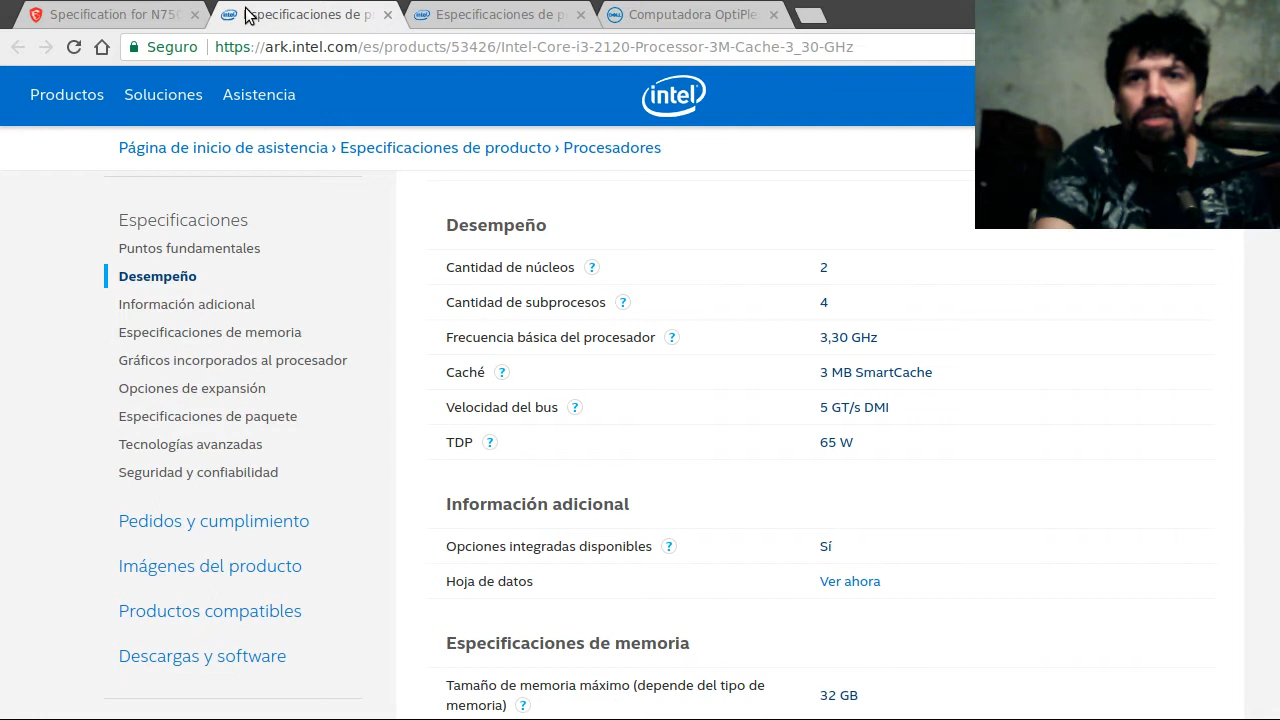 Specification for N750
Especificaciones de p
Especificaciones de p
Computadora OptiPle
Seguro
https://ark.intel.com/es/products/53426/Intel-Core-i3-2120-Processor-3M-Cache-3_30-GHz
Productos
Soluciones
Asistencia
intel
Página de inicio de asistencia › Especificaciones de producto › Procesadores
Especificaciones
Puntos fundamentales
Desempeño
Información adicional
Especificaciones de memoria
Gráficos incorporados al procesador
Opciones de expansión
Especificaciones de paquete
Tecnologías avanzadas
Seguridad y confiabilidad
Pedidos y cumplimiento
Imágenes del producto
Productos compatibles
Descargas y software
Desempeño
Cantidad de núcleos ? 2
Cantidad de subprocesos ? 4
Frecuencia básica del procesador ? 3,30 GHz
Caché ? 3 MB SmartCache
Velocidad del bus ? 5 GT/s DMI
TDP ? 65 W
Información adicional
Opciones integradas disponibles ? Sí
Hoja de datos Ver ahora
Especificaciones de memoria
Tamaño de memoria máximo (depende del tipo de
memoria) ? 32 GB